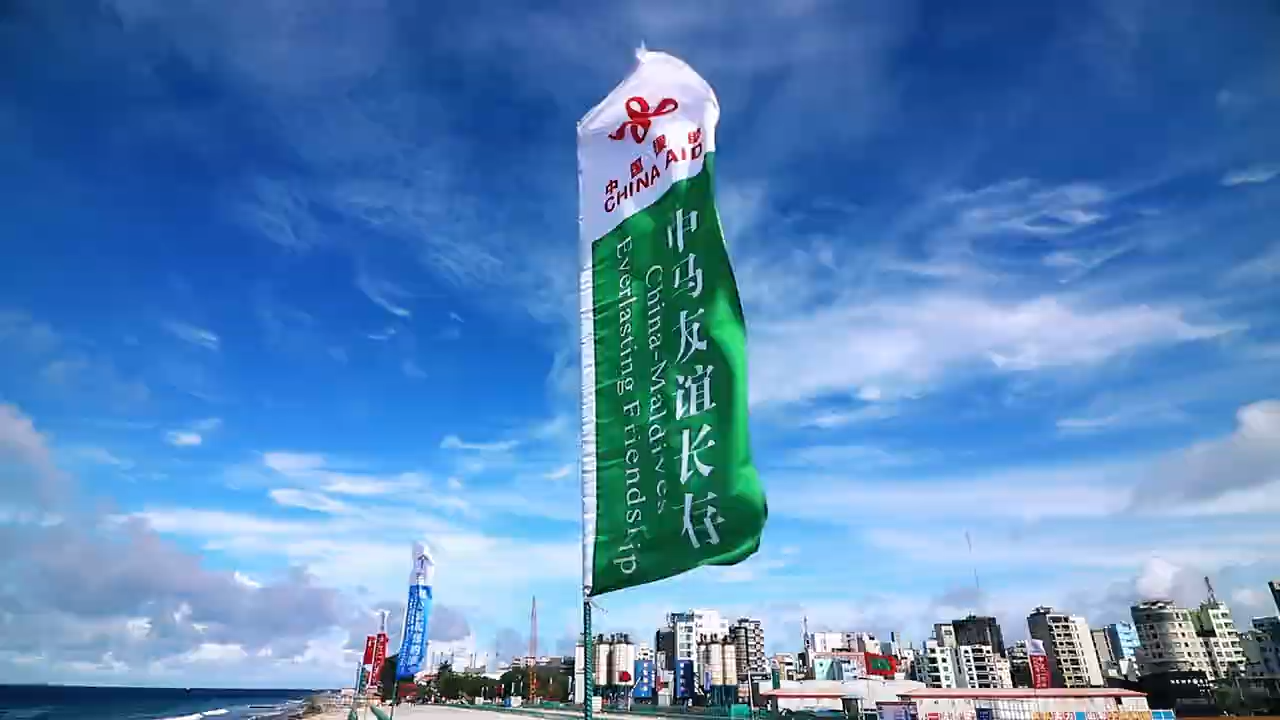 中国援助
CHINA AID
中马友谊长存
China-Maldives
Everlasting Friendship